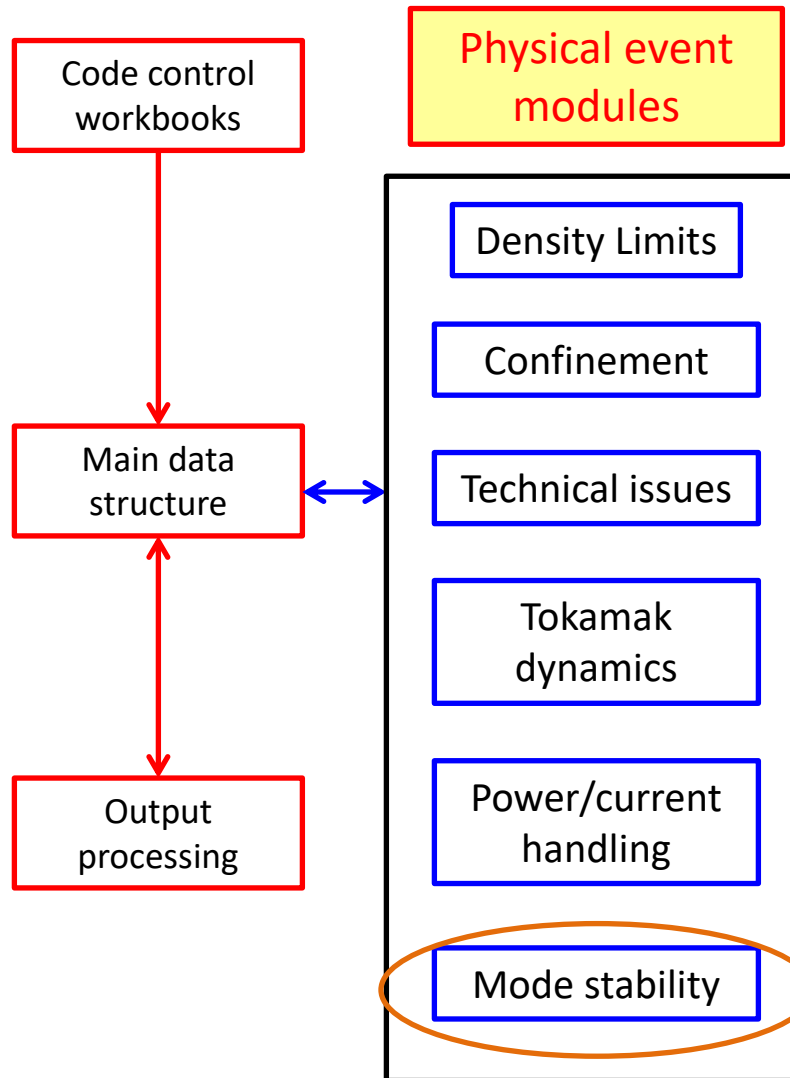 Code control
workbooks
Main data
structure
Output
processing
Physical event
modules
Density Limits
Confinement
Technical issues
Tokamak
dynamics
Power/current
handling
Mode stability